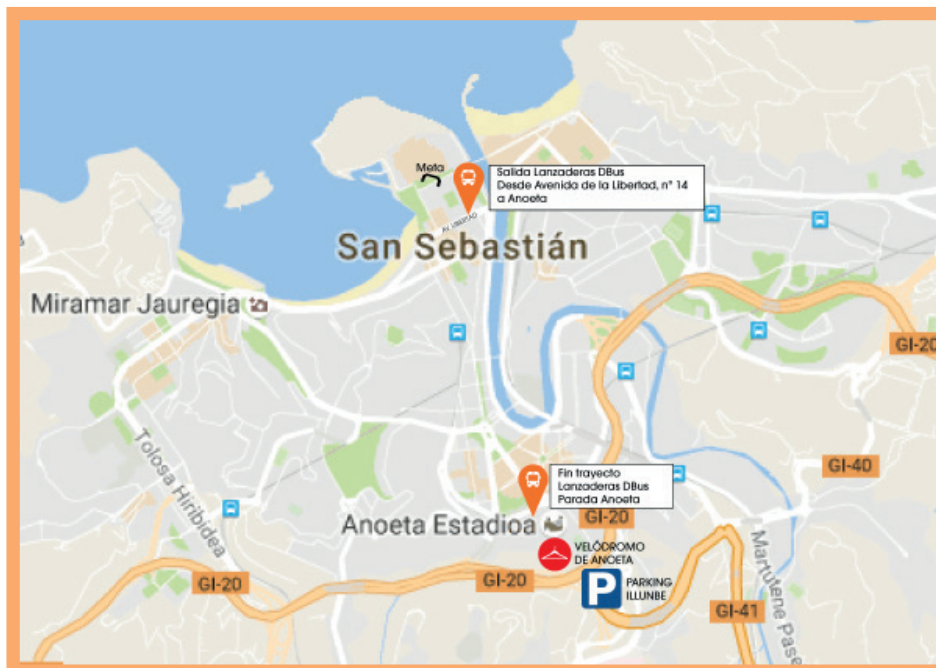 Meta
Salida Lanzaderas DBus
Desde Avenida de la Libertad, nº 14
a Anoeta
AV. LIBERTAD
San Sebastián
Miramar Jauregia
GI-20
Tolosa Hiribidea
GI-40
Fin trayecto
Lanzaderas DBus
Parada Anoeta
Anoeta Estadioa
GI-20
VELÓDROMO
DE ANOETA
GI-20
GI-20
P
PARKING
ILLUNBE
GI-41
Martutene Pase